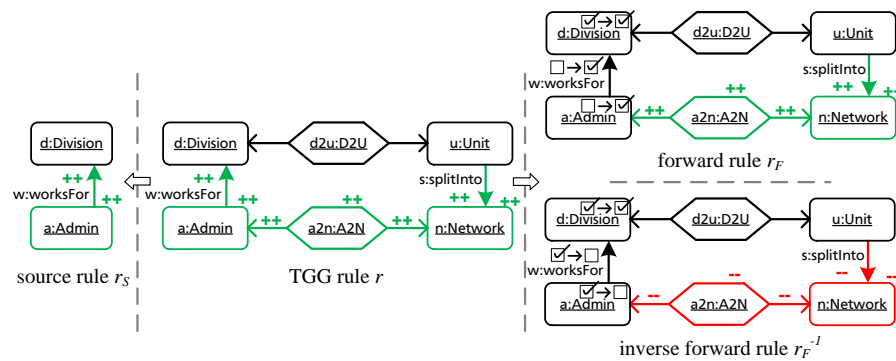 d:Division
++
w:worksFor
++
a:Admin
source rule r_S
d:Division
d2u:D2U
u:Unit
++
w:worksFor
++
s:splitInto
++
++
++
++
++
a:Admin
a2n:A2N
n:Network
TGG rule r
☑→☑
d:Division
d2u:D2U
u:Unit
☐→☑
w:worksFor
s:splitInto
☐→☑
++
++
++
++
++
a:Admin
a2n:A2N
n:Network
forward rule r_F
☑→☑
d:Division
d2u:D2U
u:Unit
☑→☐
w:worksFor
s:splitInto
☑→☐
--
--
--
--
--
a:Admin
a2n:A2N
n:Network
inverse forward rule r_F^-1